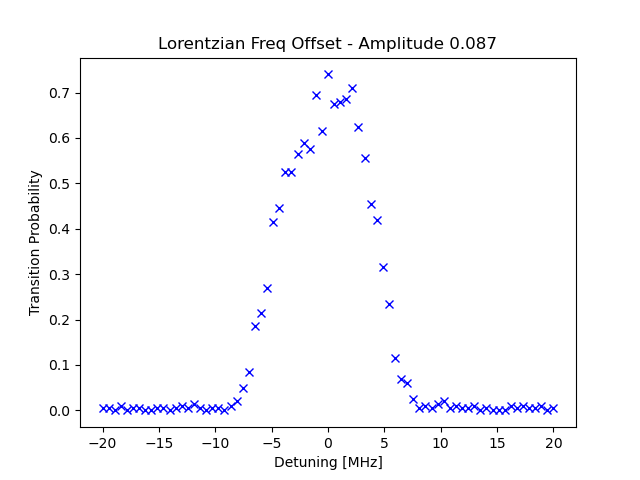 Lorentzian Freq Offset - Amplitude 0.087
Transition Probability
0.7
0.6
0.5
0.4
0.3
0.2
0.1
0.0
−20 −15 −10 −5 0 5 10 15 20
Detuning [MHz]